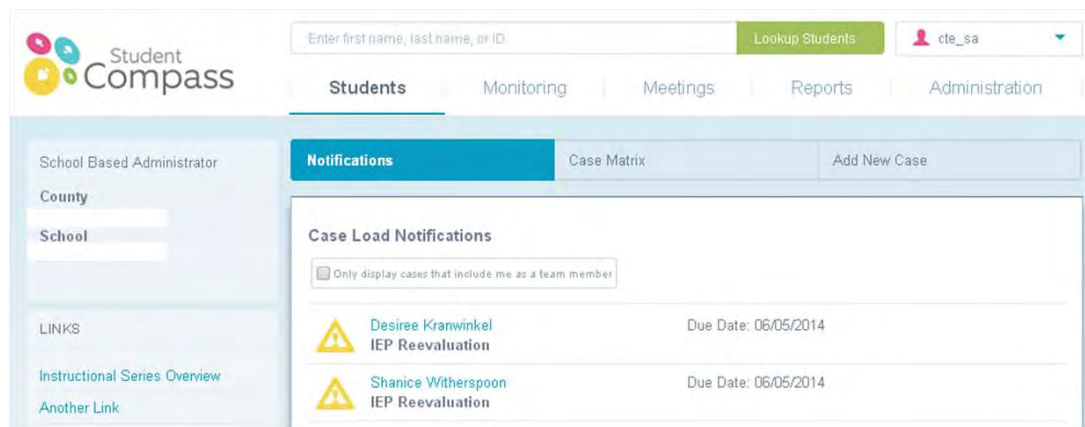 Student
Compass
Enter first name, last name, or ID
Lookup Students
cte_sa
Students
Monitoring
Meetings
Reports
Administration
School Based Administrator
County
School
LINKS
Instructional Series Overview
Another Link
Notifications
Case Matrix
Add New Case
Case Load Notifications
Only display cases that include me as a team member
Desiree Kranwinkel
IEP Reevaluation
Due Date: 06/05/2014
Shanice Witherspoon
IEP Reevaluation
Due Date: 06/05/2014